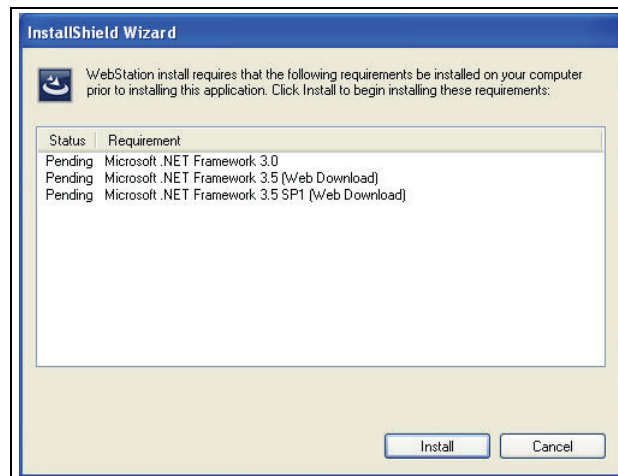 InstallShield Wizard
WebStation install requires that the following requirements be installed on your computer
prior to installing this application. Click Install to begin installing these requirements:
Status Requirement
Pending Microsoft .NET Framework 3.0
Pending Microsoft .NET Framework 3.5 (Web Download)
Pending Microsoft .NET Framework 3.5 SP1 (Web Download)
Install Cancel